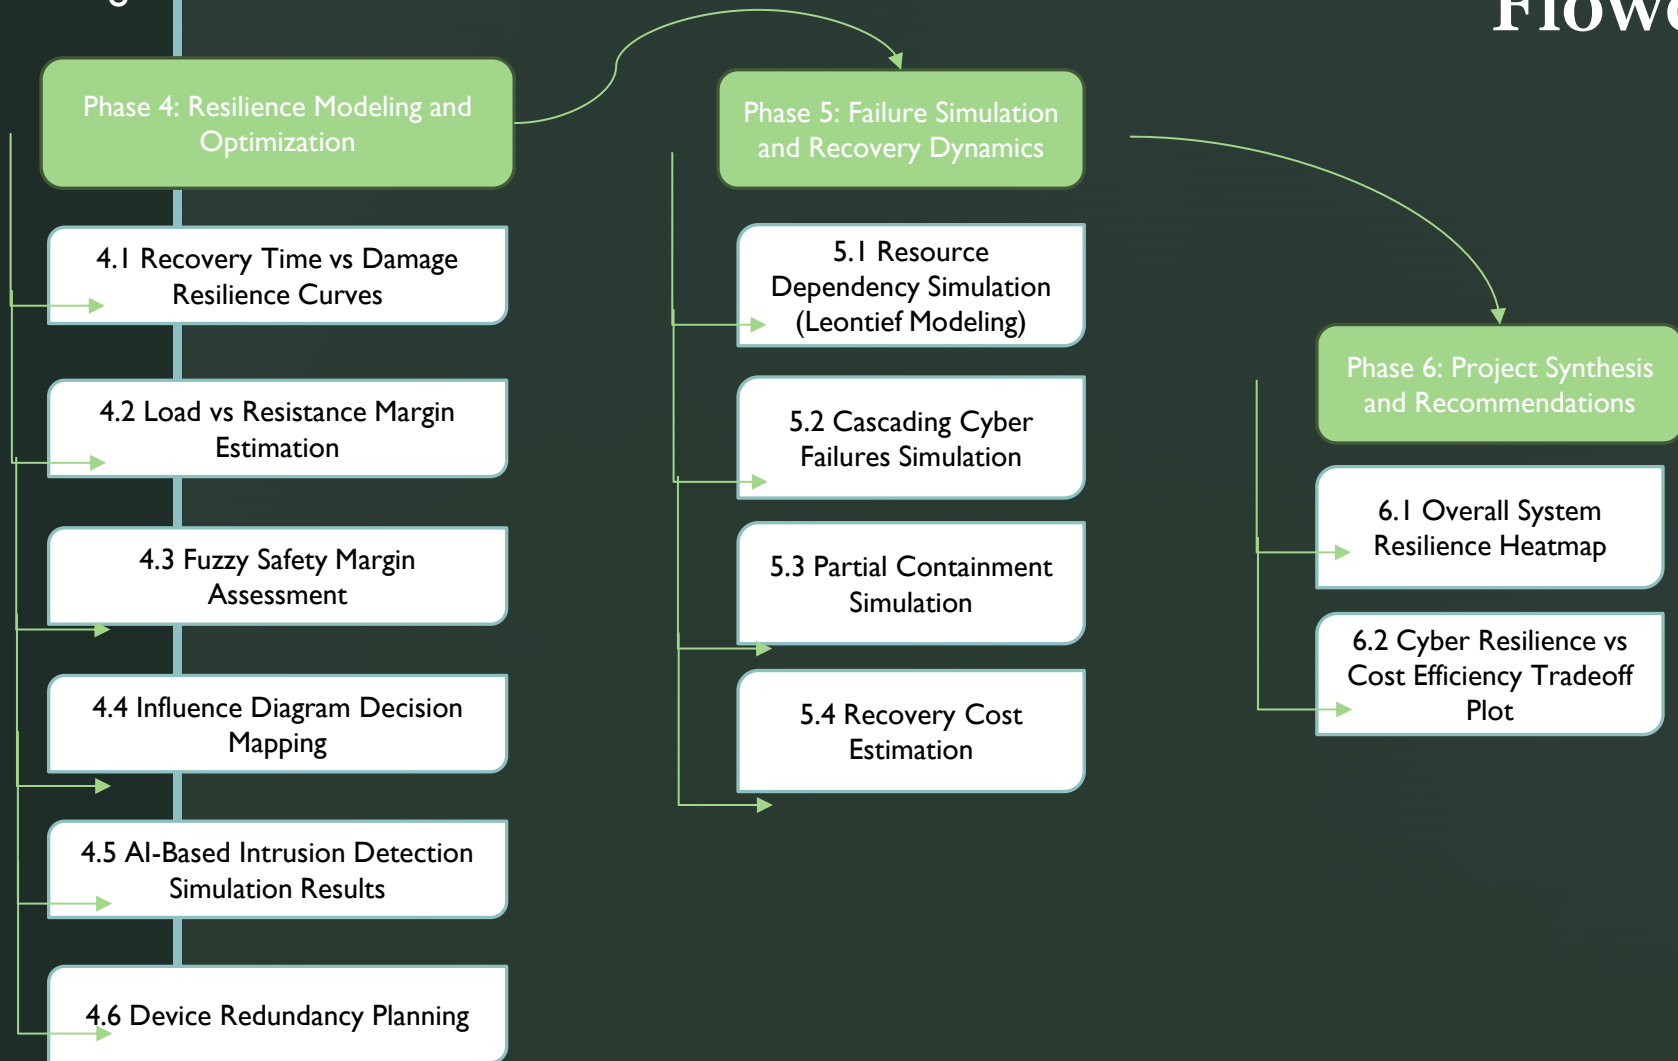 Phase 4: Resilience Modeling and
Optimization
4.1 Recovery Time vs Damage
Resilience Curves
4.2 Load vs Resistance Margin
Estimation
4.3 Fuzzy Safety Margin
Assessment
4.4 Influence Diagram Decision
Mapping
4.5 AI-Based Intrusion Detection
Simulation Results
4.6 Device Redundancy Planning
Phase 5: Failure Simulation
and Recovery Dynamics
5.1 Resource
Dependency Simulation
(Leontief Modeling)
5.2 Cascading Cyber
Failures Simulation
5.3 Partial Containment
Simulation
5.4 Recovery Cost
Estimation
Phase 6: Project Synthesis
and Recommendations
6.1 Overall System
Resilience Heatmap
6.2 Cyber Resilience vs
Cost Efficiency Tradeoff
Plot